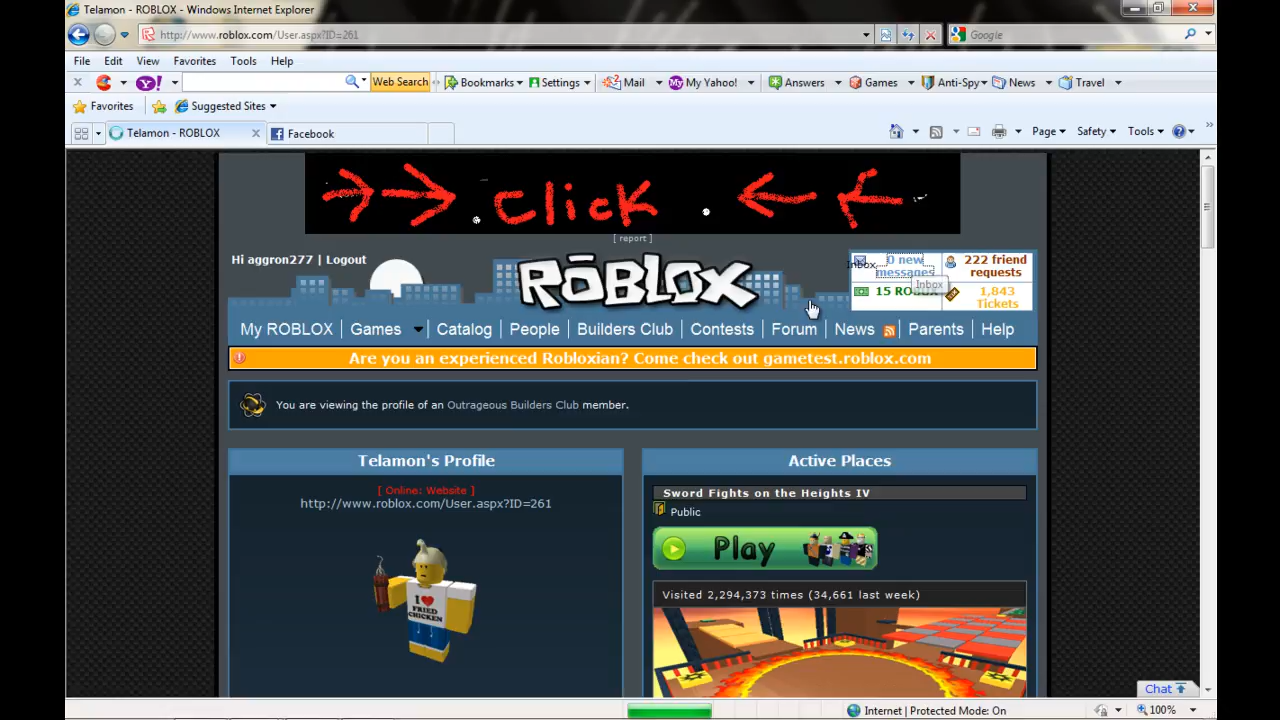 Telamon - ROBLOX - Windows Internet Explorer
http://www.roblox.com/User.aspx?ID=261
Google
File Edit View Favorites Tools Help
Web Search Bookmarks Settings Mail My Yahoo! Answers Games Anti-Spy News Travel
Favorites Suggested Sites
Telamon - ROBLOX Facebook Page Safety Tools
click
[ report ]
Hi aggron277 | Logout
ROBLOX
Inbox 0 new messages
222 friend requests
Inbox
15 ROBUX
1,843 Tickets
My ROBLOX Games Catalog People Builders Club Contests Forum News Parents Help
Are you an experienced Robloxian? Come check out gametest.roblox.com
You are viewing the profile of an Outrageous Builders Club member.
Telamon's Profile
[ Online: Website ]
http://www.roblox.com/User.aspx?ID=261
I
FRIED
CHICKEN
Active Places
Sword Fights on the Heights IV
Public
Play
Visited 2,294,373 times (34,661 last week)
Chat
Internet | Protected Mode: On 100%